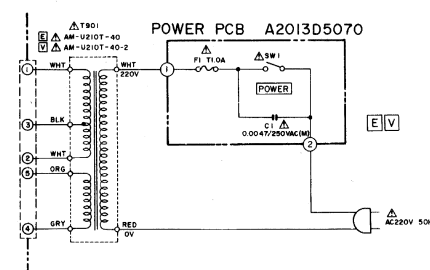 ⚠ T901
E ⚠ AM-U210T-40
V ⚠ AM-U210T-40-2
POWER PCB A2013D5070
1 WHT
WHT
220V
1
⚠
F1 T1.0A
⚠ SW1
POWER
C1 ⚠
0.0047/250VAC(M)
E V
3 BLK
2 WHT
5 ORG
2
4 GRY
RED
0V
⚠
AC220V 50H